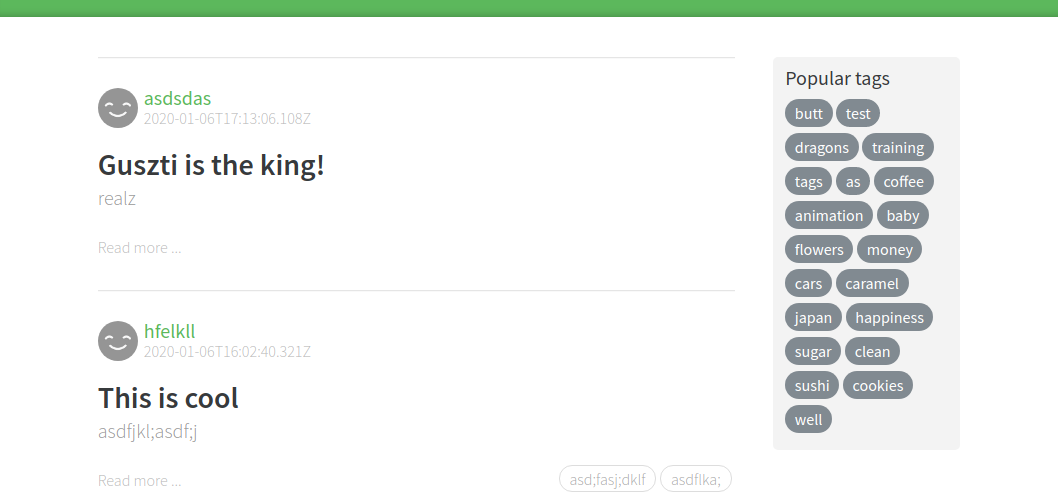 asdsdas
2020-01-06T17:13:06.108Z
Guszti is the king!
realz
Read more ...
hfelkll
2020-01-06T16:02:40.321Z
This is cool
asdfjkl;asdf;j
Read more ...
asd;fasj;dklf asdflka;
Popular tags
butt test
dragons training
tags as coffee
animation baby
flowers money
cars caramel
japan happiness
sugar clean
sushi cookies
well